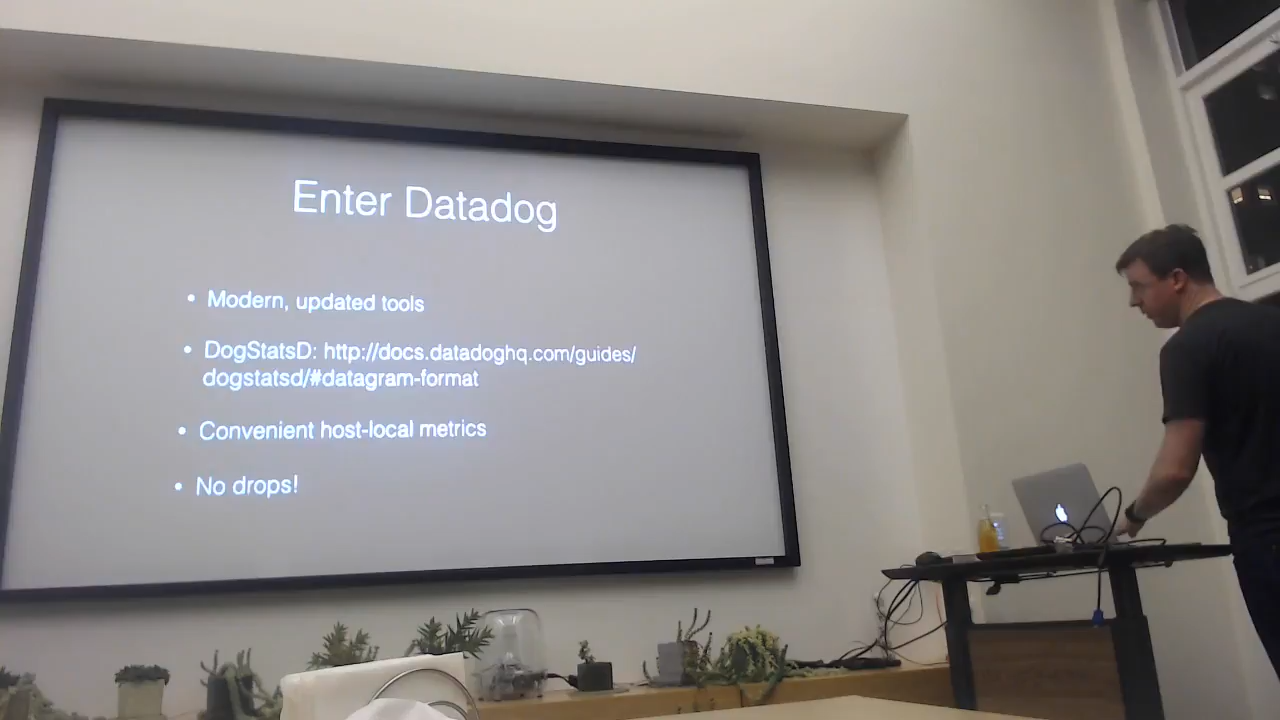 Enter Datadog
• Modern, updated tools
• DogStatsD: http://docs.datadoghq.com/guides/
dogstatsd/#datagram-format
• Convenient host-local metrics
• No drops!